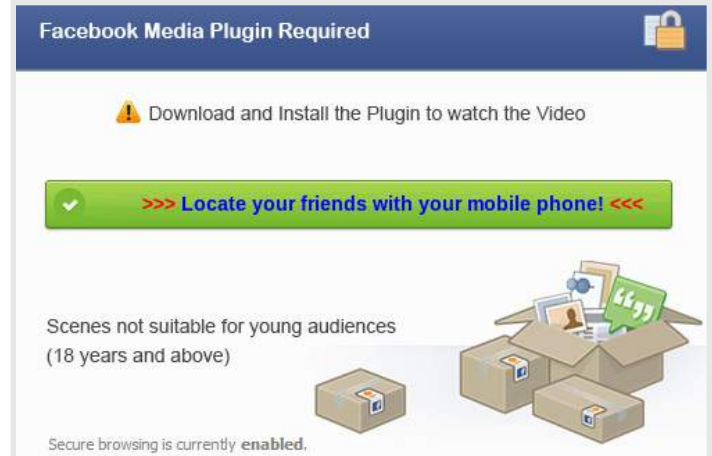 Facebook Media Plugin Required
Download and Install the Plugin to watch the Video
>>> Locate your friends with your mobile phone! <<<
Scenes not suitable for young audiences
(18 years and above)
Secure browsing is currently enabled.